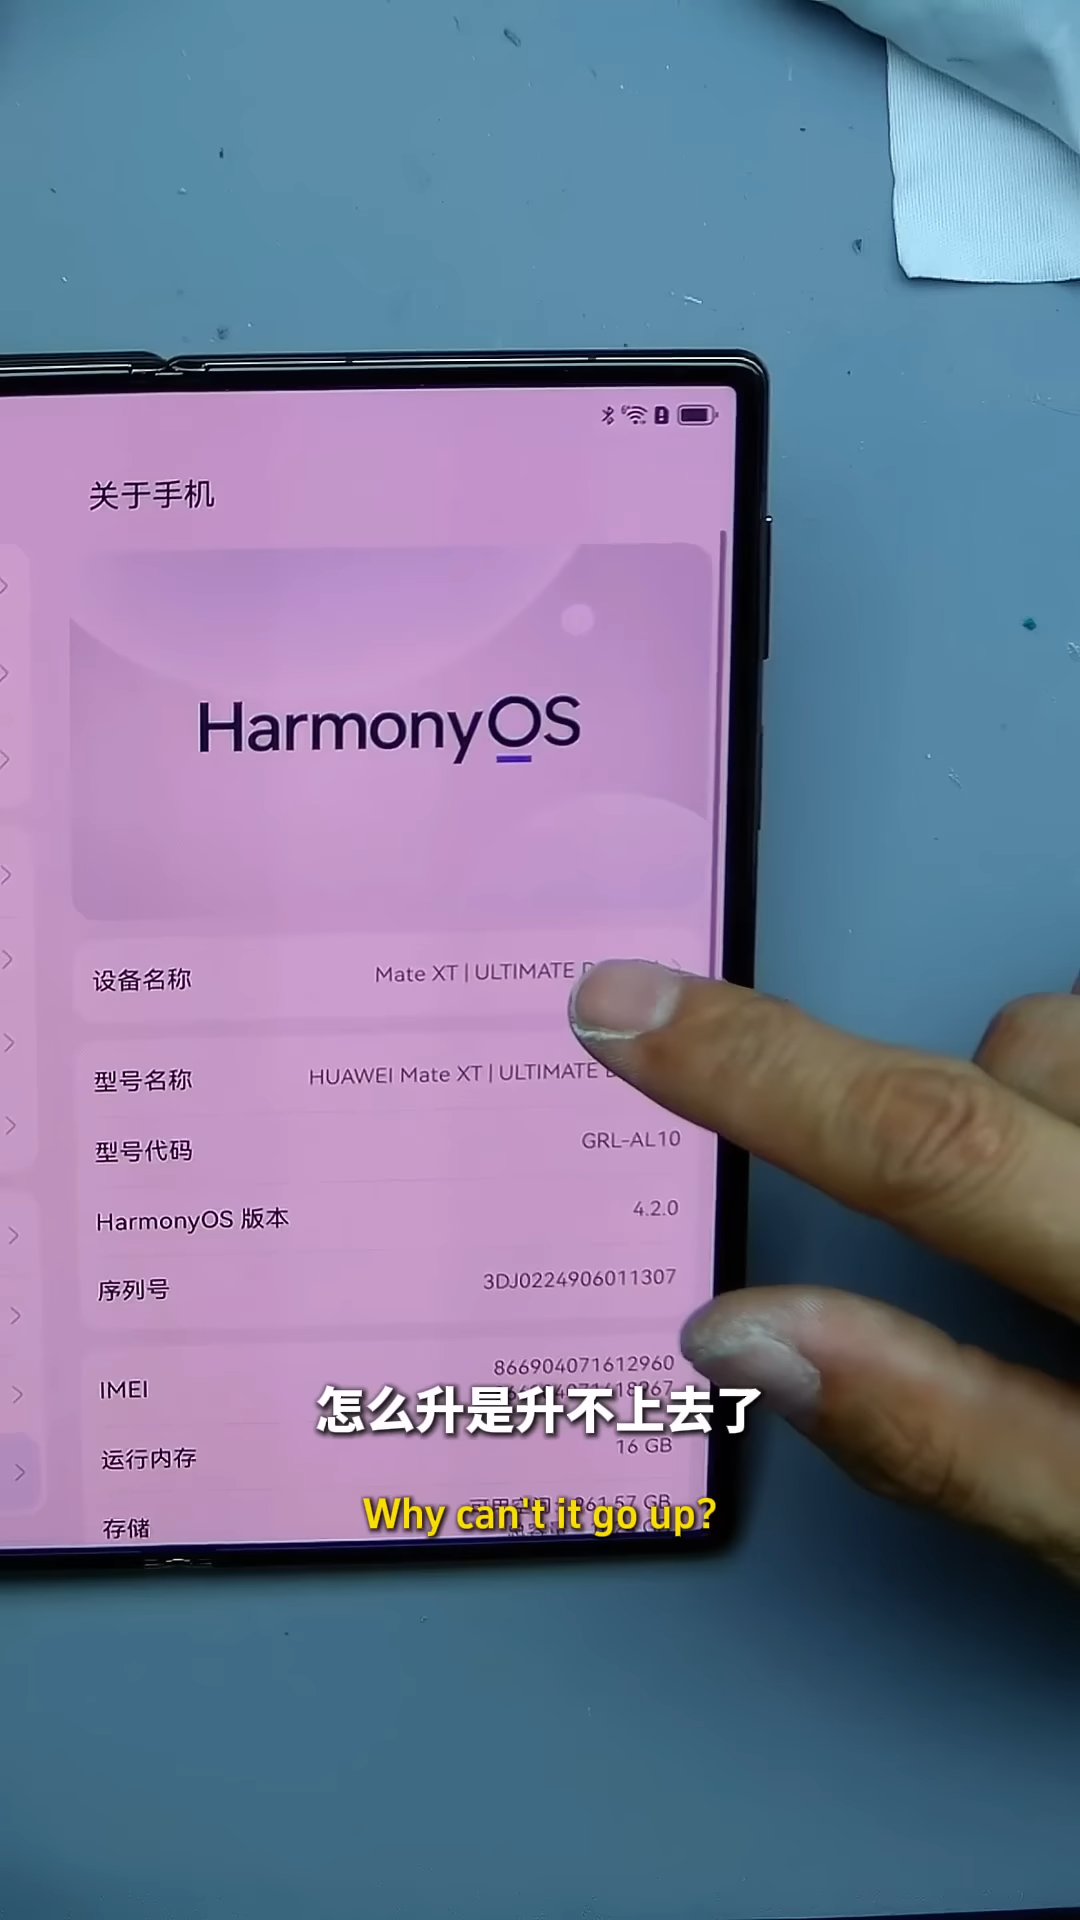 关于手机
HarmonyOS
设备名称 Mate XT | ULTIMATE
型号名称 HUAWEI Mate XT | ULTIMATE
型号代码 GRL-AL10
HarmonyOS 版本 4.2.0
序列号 3DJ0224906011307
IMEI 866904071612960
怎么升是升不上去了
运行内存 16 GB
存储
Why can't it go up?